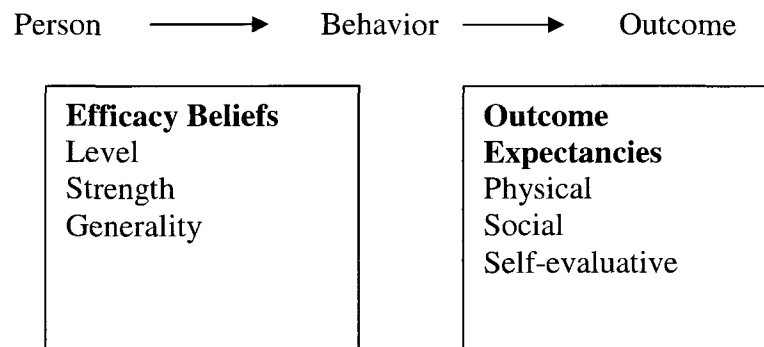 Person Behavior Outcome
Efficacy Beliefs
Level
Strength
Generality
Outcome
Expectancies
Physical
Social
Self-evaluative